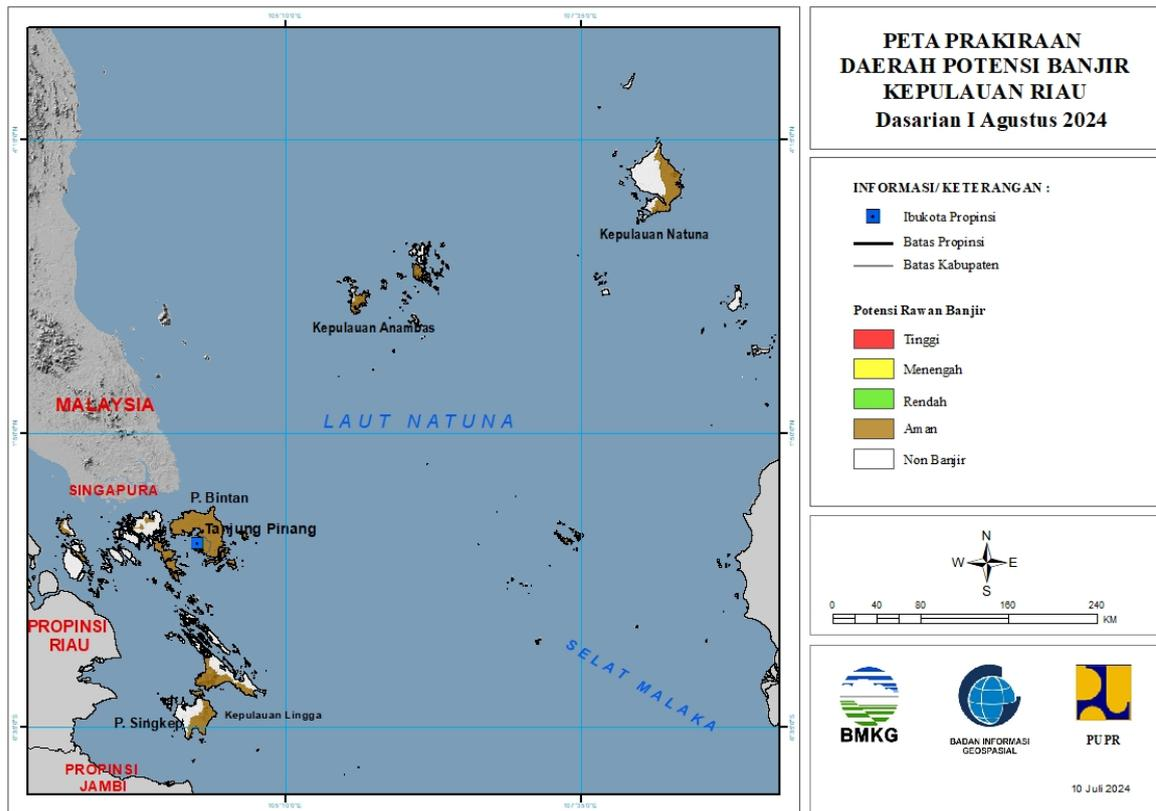 PETA PRAKIRAAN
DAERAH POTENSI BANJIR
KEPULAUAN RIAU
Dasarian I Agustus 2024
INFORMASI/ KETERANGAN :
Ibukota Propinsi
Batas Propinsi
Batas Kabupaten
Potensi Rawan Banjir
Tinggi
Menengah
Rendah
Aman
Non Banjir
N
W E
S
0 40 80 160 240
KM
BMKG
BADAN INFORMASI
GEOSPASIAL
PUPR
10 Juli 2024
Kepulauan Natuna
Kepulauan Anambas
MALAYSIA
LAUT NATUNA
SINGAPURA
P. Bintan
Tanjung Pinang
PROPINSI
RIAU
SELAT MALAKA
P. Singkep
Kepulauan Lingga
PROPINSI
JAMBI